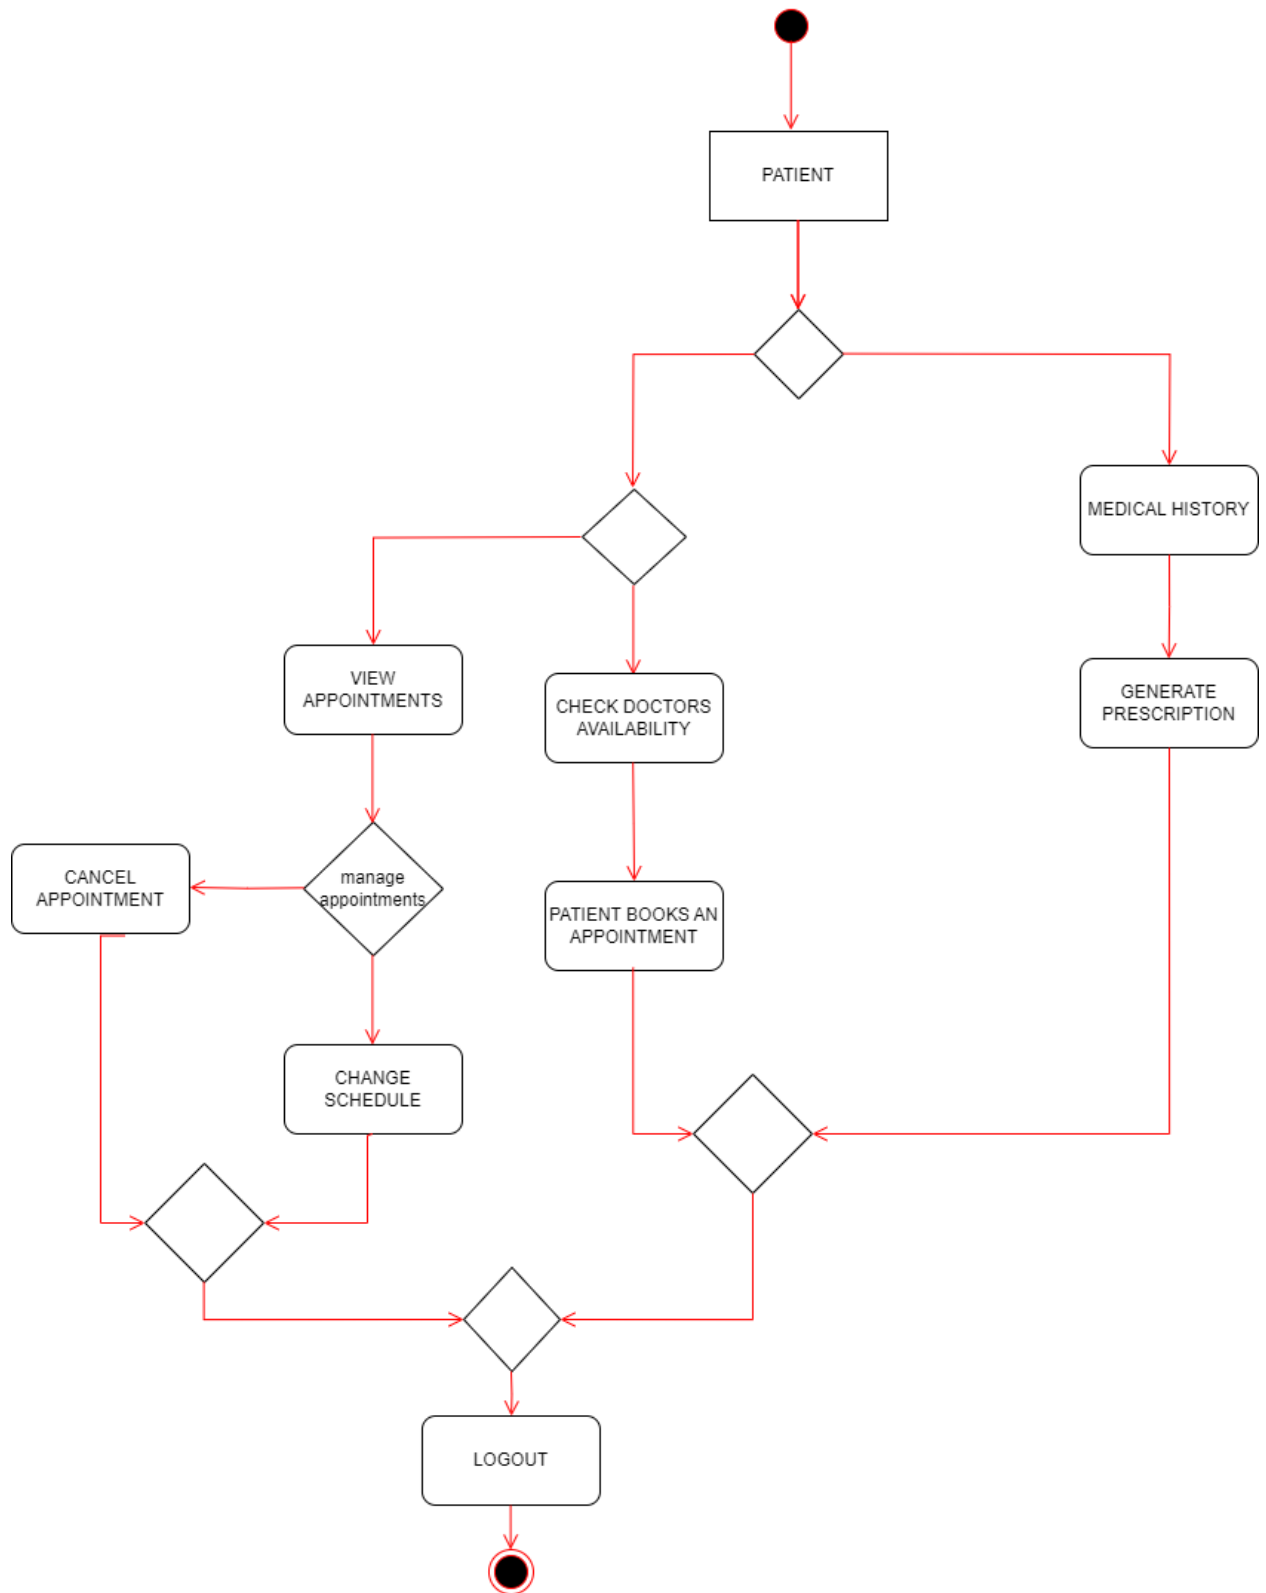 PATIENT
MEDICAL HISTORY
VIEW
APPOINTMENTS
CHECK DOCTORS
AVAILABILITY
GENERATE
PRESCRIPTION
CANCEL
APPOINTMENT
manage
appointments
PATIENT BOOKS AN
APPOINTMENT
CHANGE
SCHEDULE
LOGOUT